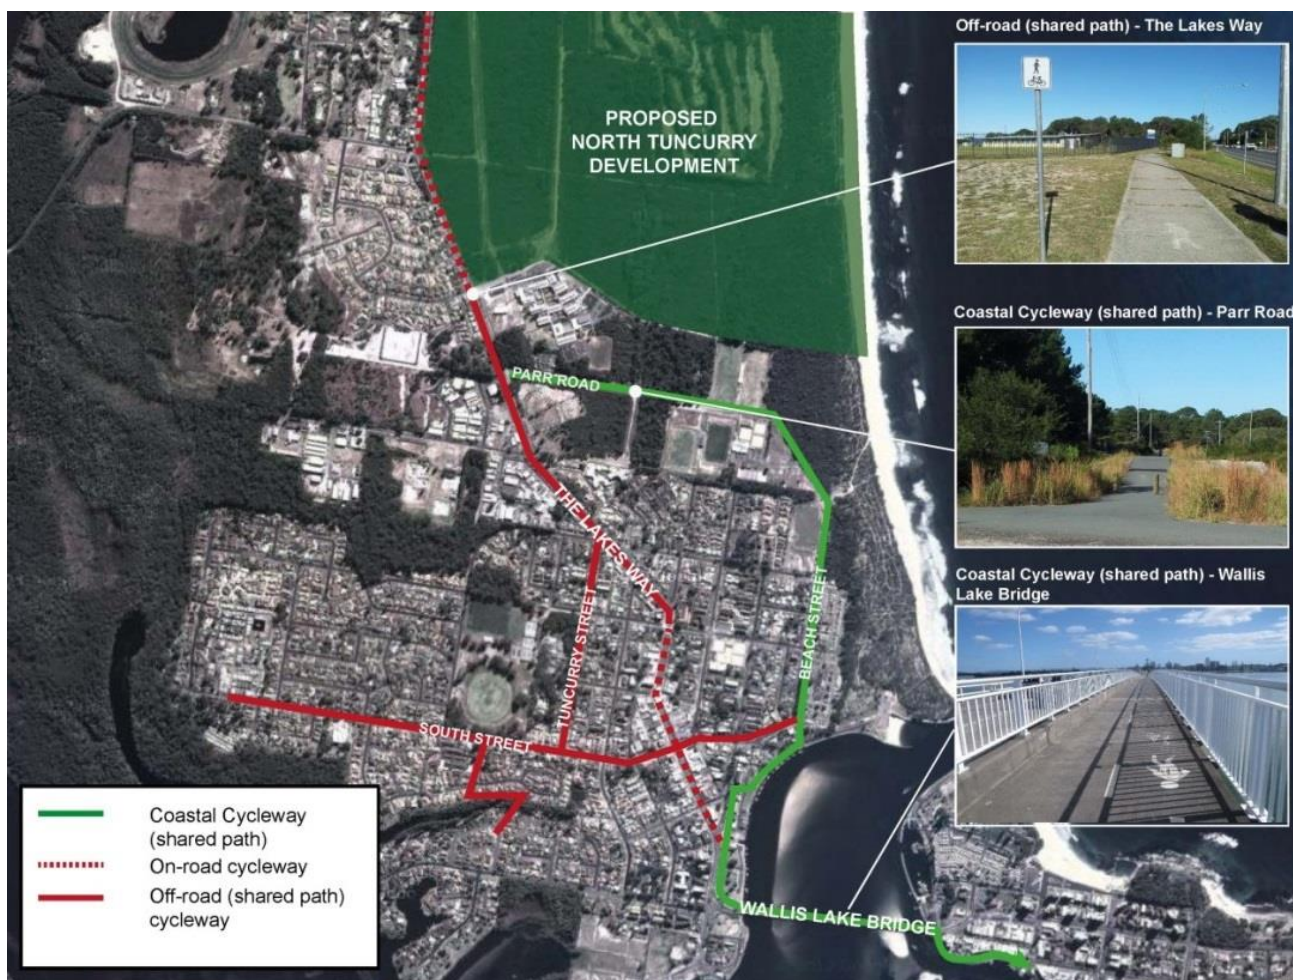 Off-road (shared path) - The Lakes Way
PROPOSED
NORTH TUNCURRY
DEVELOPMENT
Coastal Cycleway (shared path) - Parr Road
PARR ROAD
THE LAKES WAY
Coastal Cycleway (shared path) - Wallis
Lake Bridge
BEACH STREET
TUNCURRY STREET
SOUTH STREET
WALLIS LAKE BRIDGE
Coastal Cycleway
(shared path)
On-road cycleway
Off-road (shared path)
cycleway